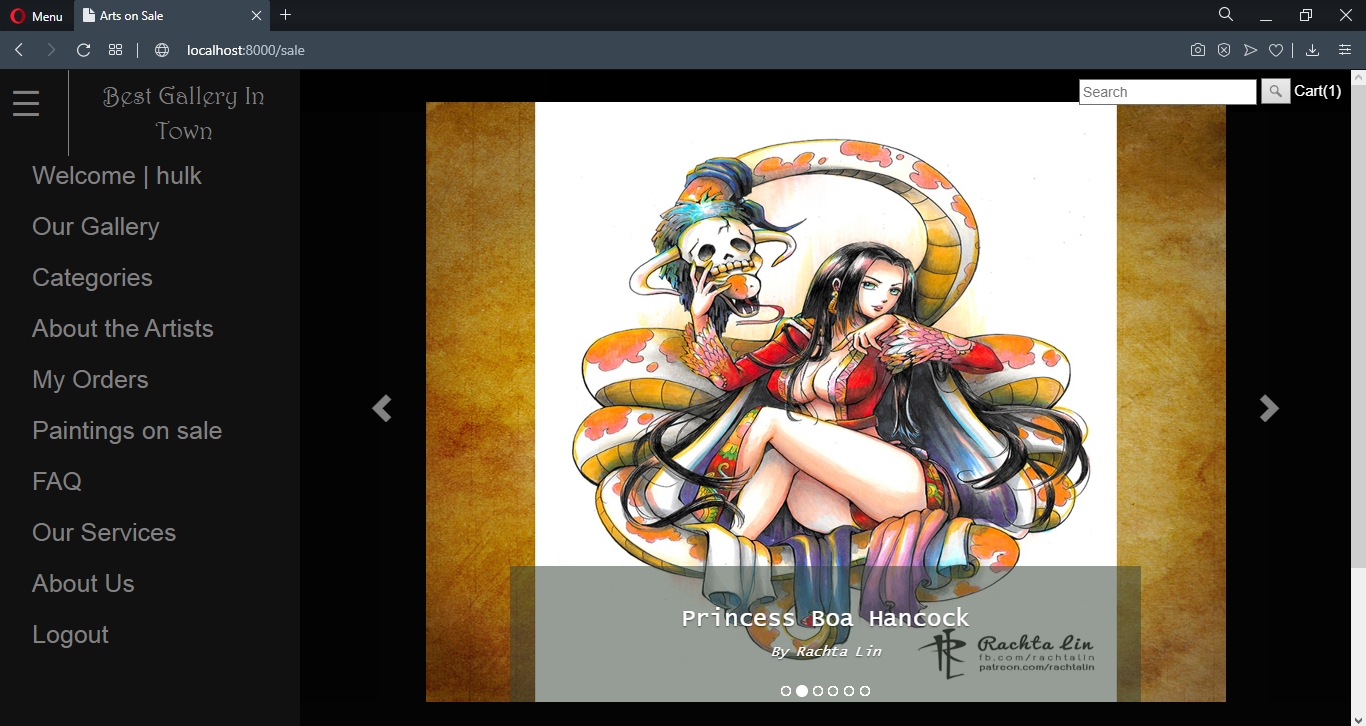 Menu
Arts on Sale
localhost:8000/sale
Best Gallery In
Town
Search
Cart(1)
Welcome | hulk
Our Gallery
Categories
About the Artists
My Orders
Paintings on sale
FAQ
Our Services
About Us
Logout
Princess Boa Hancock
By Rachta Lin
Rachta Lin
fb.com/rachtalin
patreon.com/rachtalin